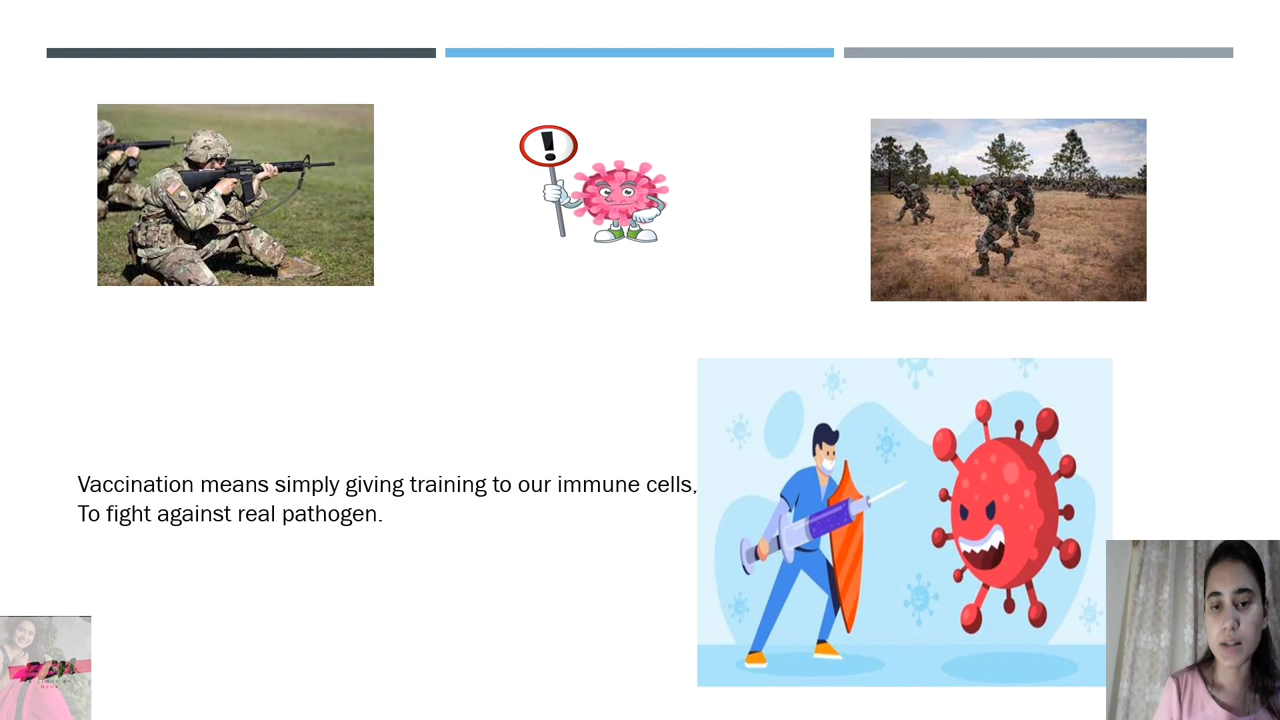 Vaccination means simply giving training to our immune cells,
To fight against real pathogen.